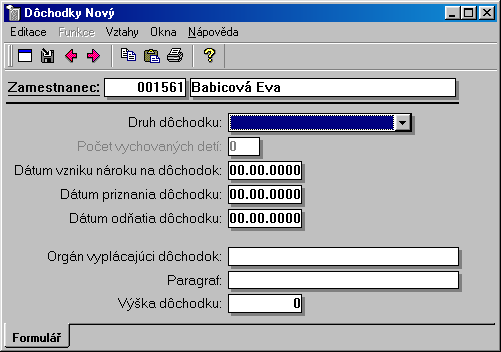 Dôchodky Nový
Editace Funkce Vztahy Okna Nápověda
Zamestnanec: 001561 Babicová Eva
Druh dôchodku:
Počet vychovaných detí: 0
Dátum vzniku nároku na dôchodok: 00.00.0000
Dátum priznania dôchodku: 00.00.0000
Dátum odňatia dôchodku: 00.00.0000
Orgán vyplácajúci dôchodok:
Paragraf:
Výška dôchodku: 0
Formulář